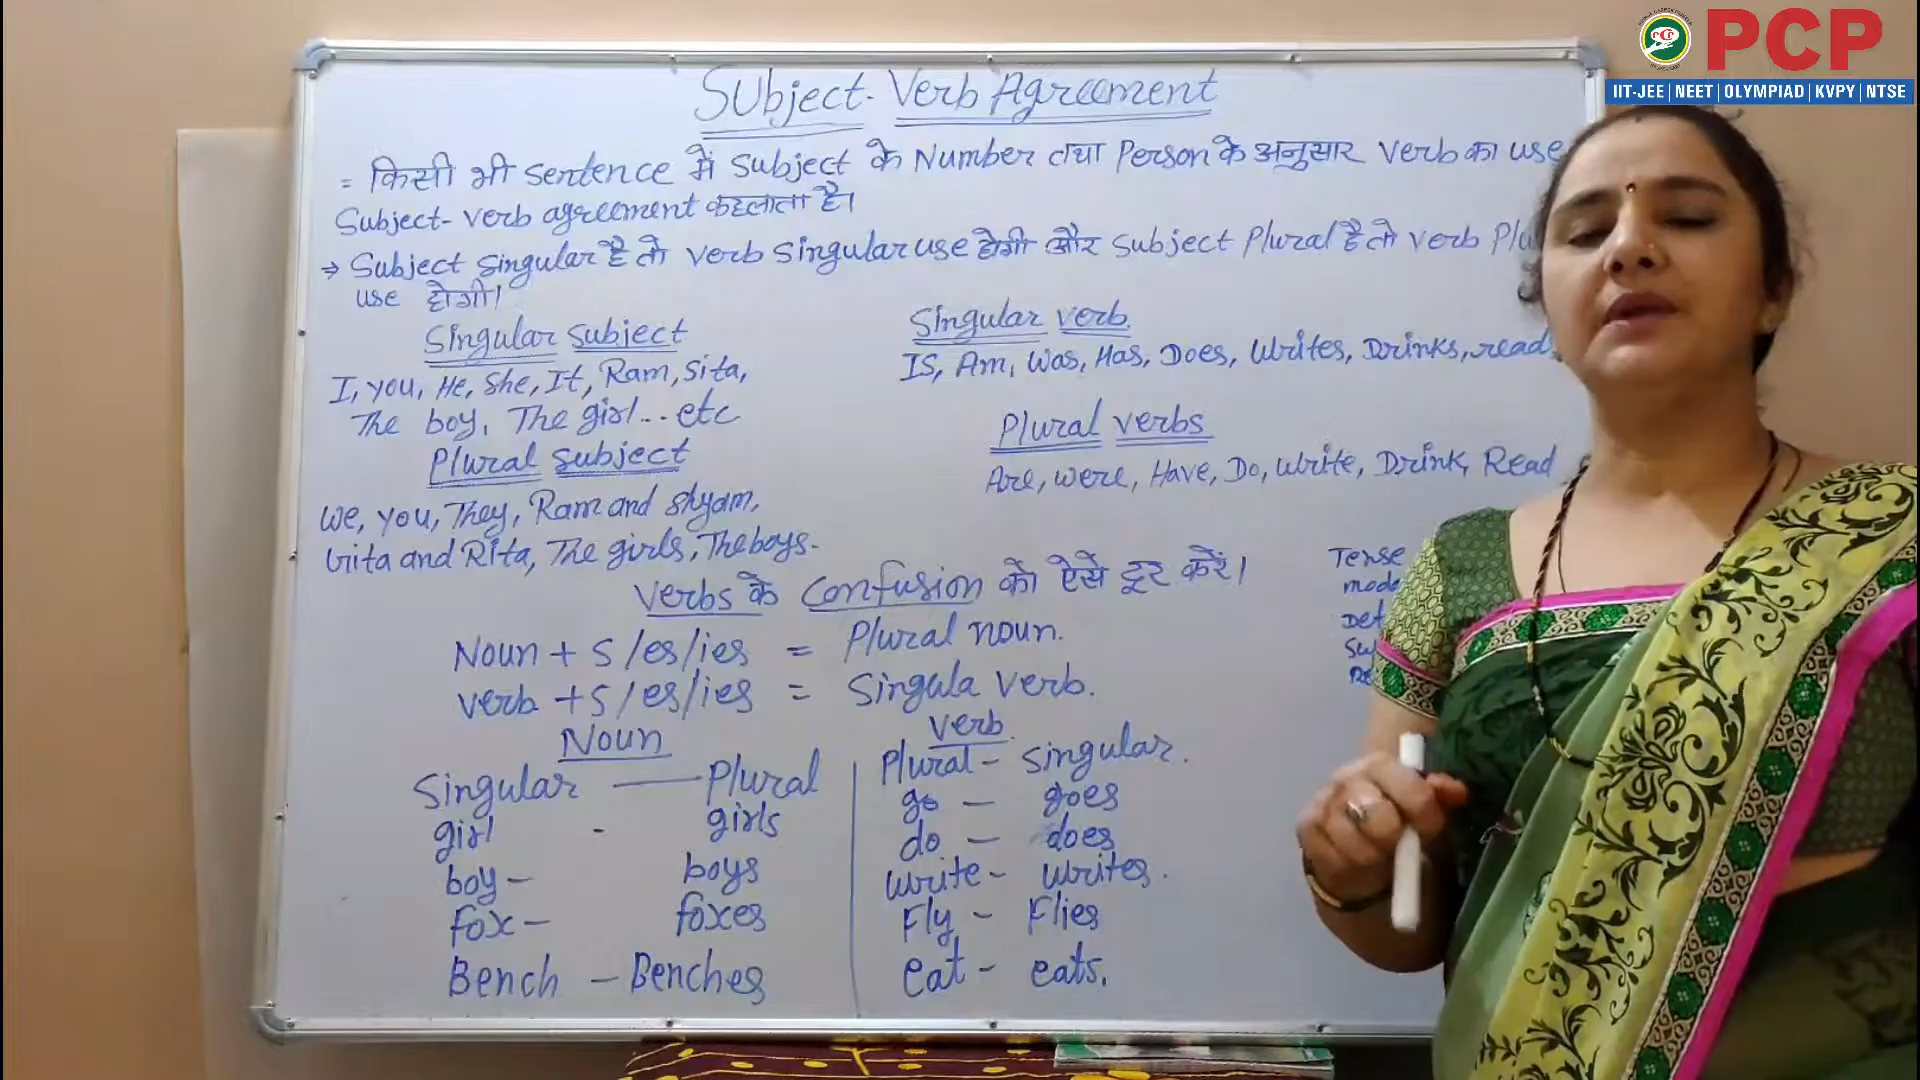 PCP
IIT-JEE | NEET | OLYMPIAD | KVPY | NTSE
Subject-Verb Agreement
= किसी भी Sentence में Subject के Number तथा Person के अनुसार Verb का use
Subject-verb agreement कहलाता है।
⇒ Subject singular है तो verb singular use होगी और subject Plural है तो verb Plu
use होगी।
Singular subject
I, you, He, She, It, Ram, Sita,
The boy, The girl... etc
Plural subject
We, you, They, Ram and Shyam,
Gita and Rita, The girls, The boys.
Singular verb.
IS, Am, Was, Has, Does, Writes, Drinks, read
Plural verbs
Are, were, Have, Do, Write, Drink, Read
Verbs के Confusion को ऐसे दूर करें।
Noun + s/es/ies = Plural noun.
verb + s/es/ies = Singula verb.
Noun
Singular — Plural
girl - girls
boy - boys
fox - foxes
Bench - Benches
verb
Plural - singular.
go - goes
do - does
write - writes.
Fly - Flies
eat - eats.
Tense
mode
Det
Su